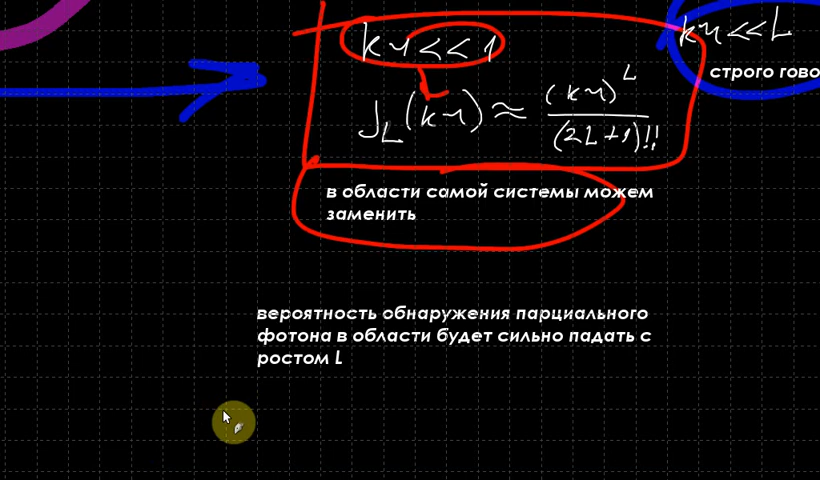 kr << 1
kr << L
строго гово
j_L(kr) ≈ (kr)^L / (2L+1)!!
в области самой системы можем
заменить
вероятность обнаружения парциального
фотона в области будет сильно падать с
ростом L